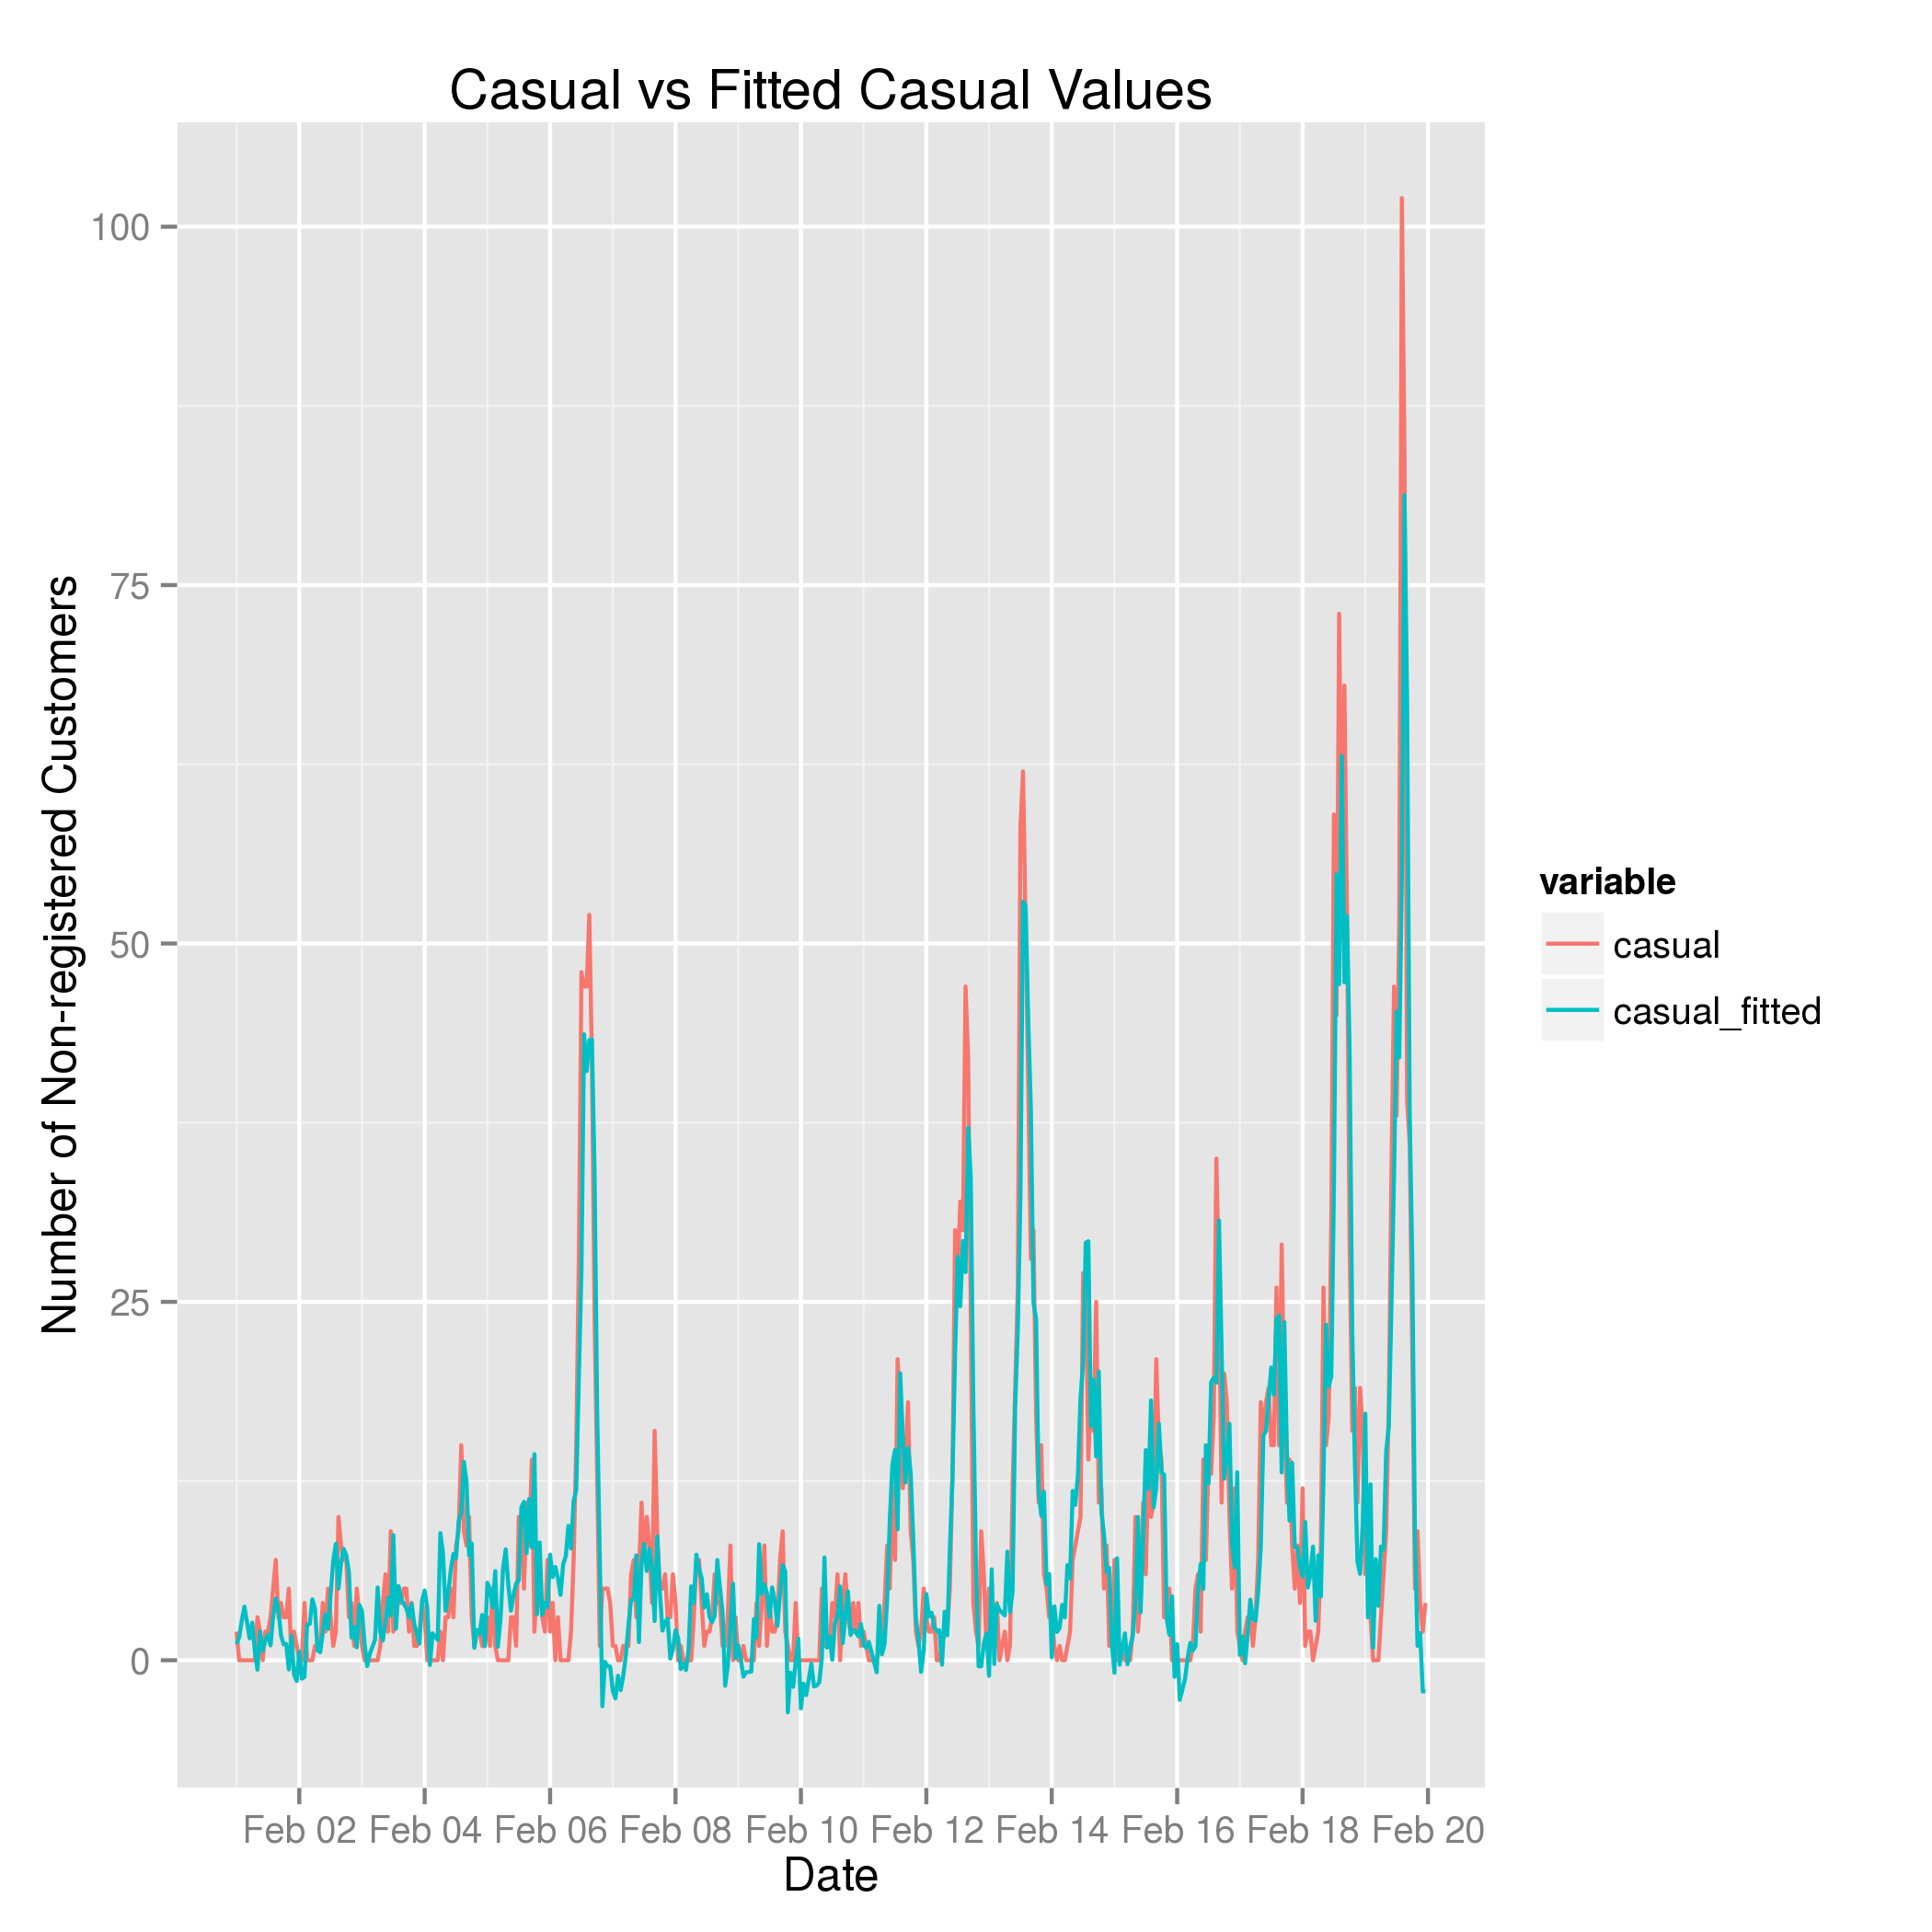 Casual vs Fitted Casual Values
Number of Non-registered Customers
100
75
50
25
0
Feb 02 Feb 04 Feb 06 Feb 08 Feb 10 Feb 12 Feb 14 Feb 16 Feb 18 Feb 20
Date
variable
casual
casual_fitted